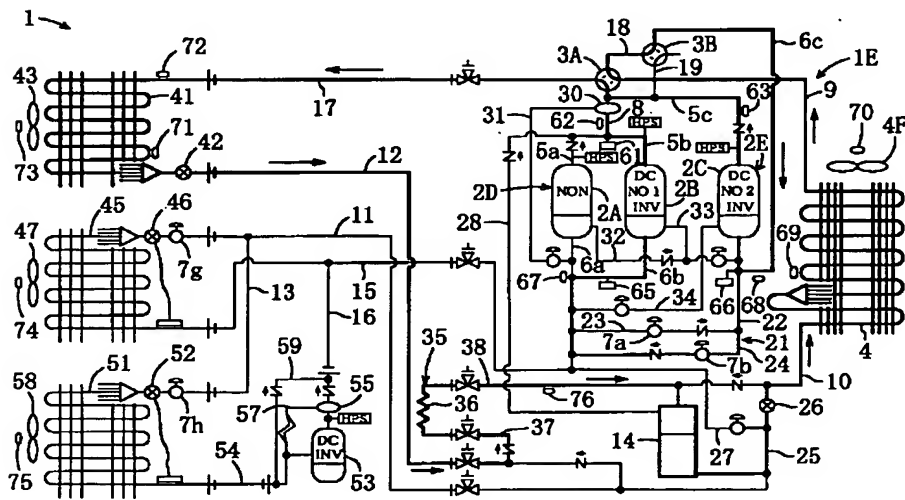 1
72
18
3B
6c
3A
1E
43
41
17
19
9
63
30
8
5c
31
62
HPS
70
4F
71
42
12
5a
HPS
61
5b
HPS
2C
2E
73
2D
NON
DC
NO 1
INV
DC
NO 2
INV
2A
2B
33
45
46
11
28
32
69
47
7g
6a
6b
67
65
66
68
15
34
74
13
16
23
22
21
4
7a
24
51
52
59
35
38
7b
10
58
55
36
76
26
57
HPS
7h
37
14
75
DC
INV
53
27
25
54